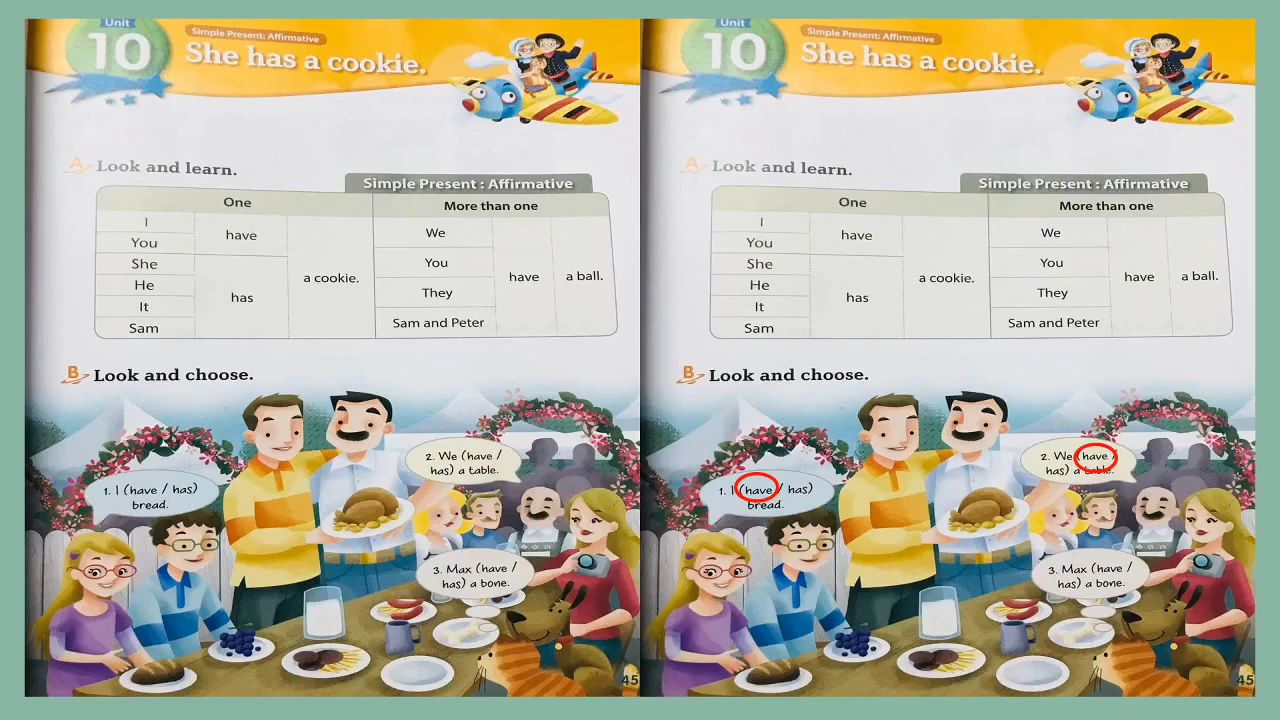 Unit
10
Simple Present: Affirmative
She has a cookie.
A Look and learn.
Simple Present : Affirmative
One
More than one
I
have
We
You
She
You
He
has
a cookie.
have
a ball.
It
They
Sam
Sam and Peter
B Look and choose.
2. We (have /
has) a table.
1. I (have / has)
bread.
3. Max (have /
has) a bone.
45
Unit
10
Simple Present: Affirmative
She has a cookie.
A Look and learn.
Simple Present : Affirmative
One
More than one
I
have
We
You
She
You
He
has
a cookie.
have
a ball.
It
They
Sam
Sam and Peter
B Look and choose.
2. We (have /
has) a table.
1. I (have / has)
bread.
3. Max (have /
has) a bone.
45